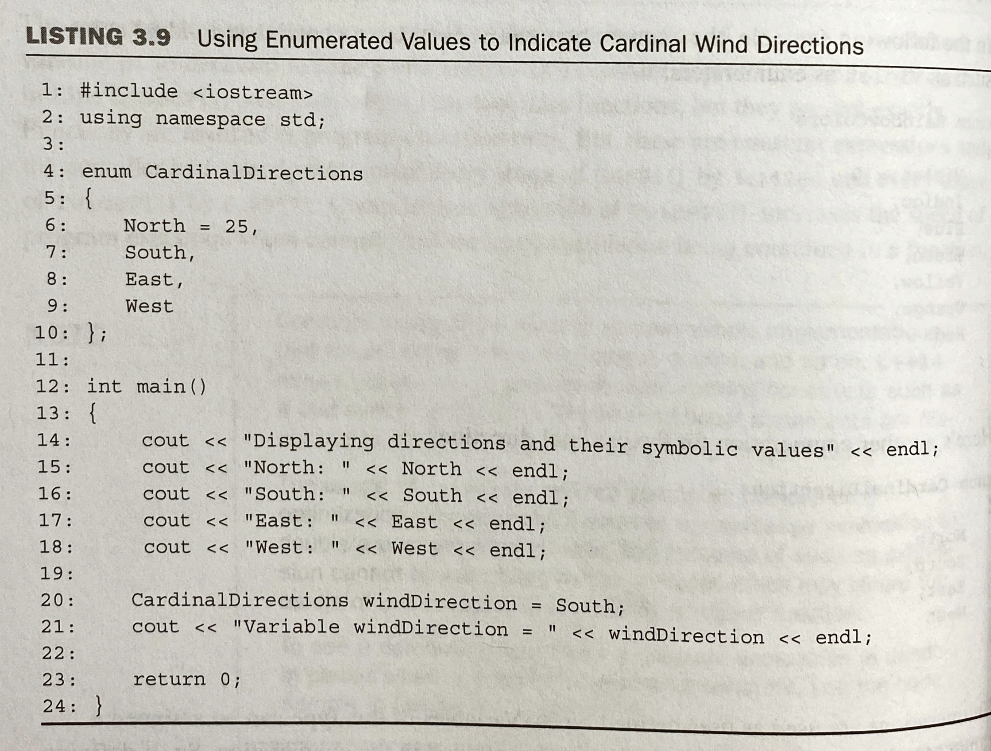 LISTING 3.9 Using Enumerated Values to Indicate Cardinal Wind Directions
1: #include <iostream>
2: using namespace std;
3:
4: enum CardinalDirections
5: {
6:     North = 25,
7:     South,
8:     East,
9:     West
10: };
11:
12: int main()
13: {
14:     cout << "Displaying directions and their symbolic values" << endl;
15:     cout << "North: " << North << endl;
16:     cout << "South: " << South << endl;
17:     cout << "East: " << East << endl;
18:     cout << "West: " << West << endl;
19:
20:     CardinalDirections windDirection = South;
21:     cout << "Variable windDirection = " << windDirection << endl;
22:
23:     return 0;
24: }